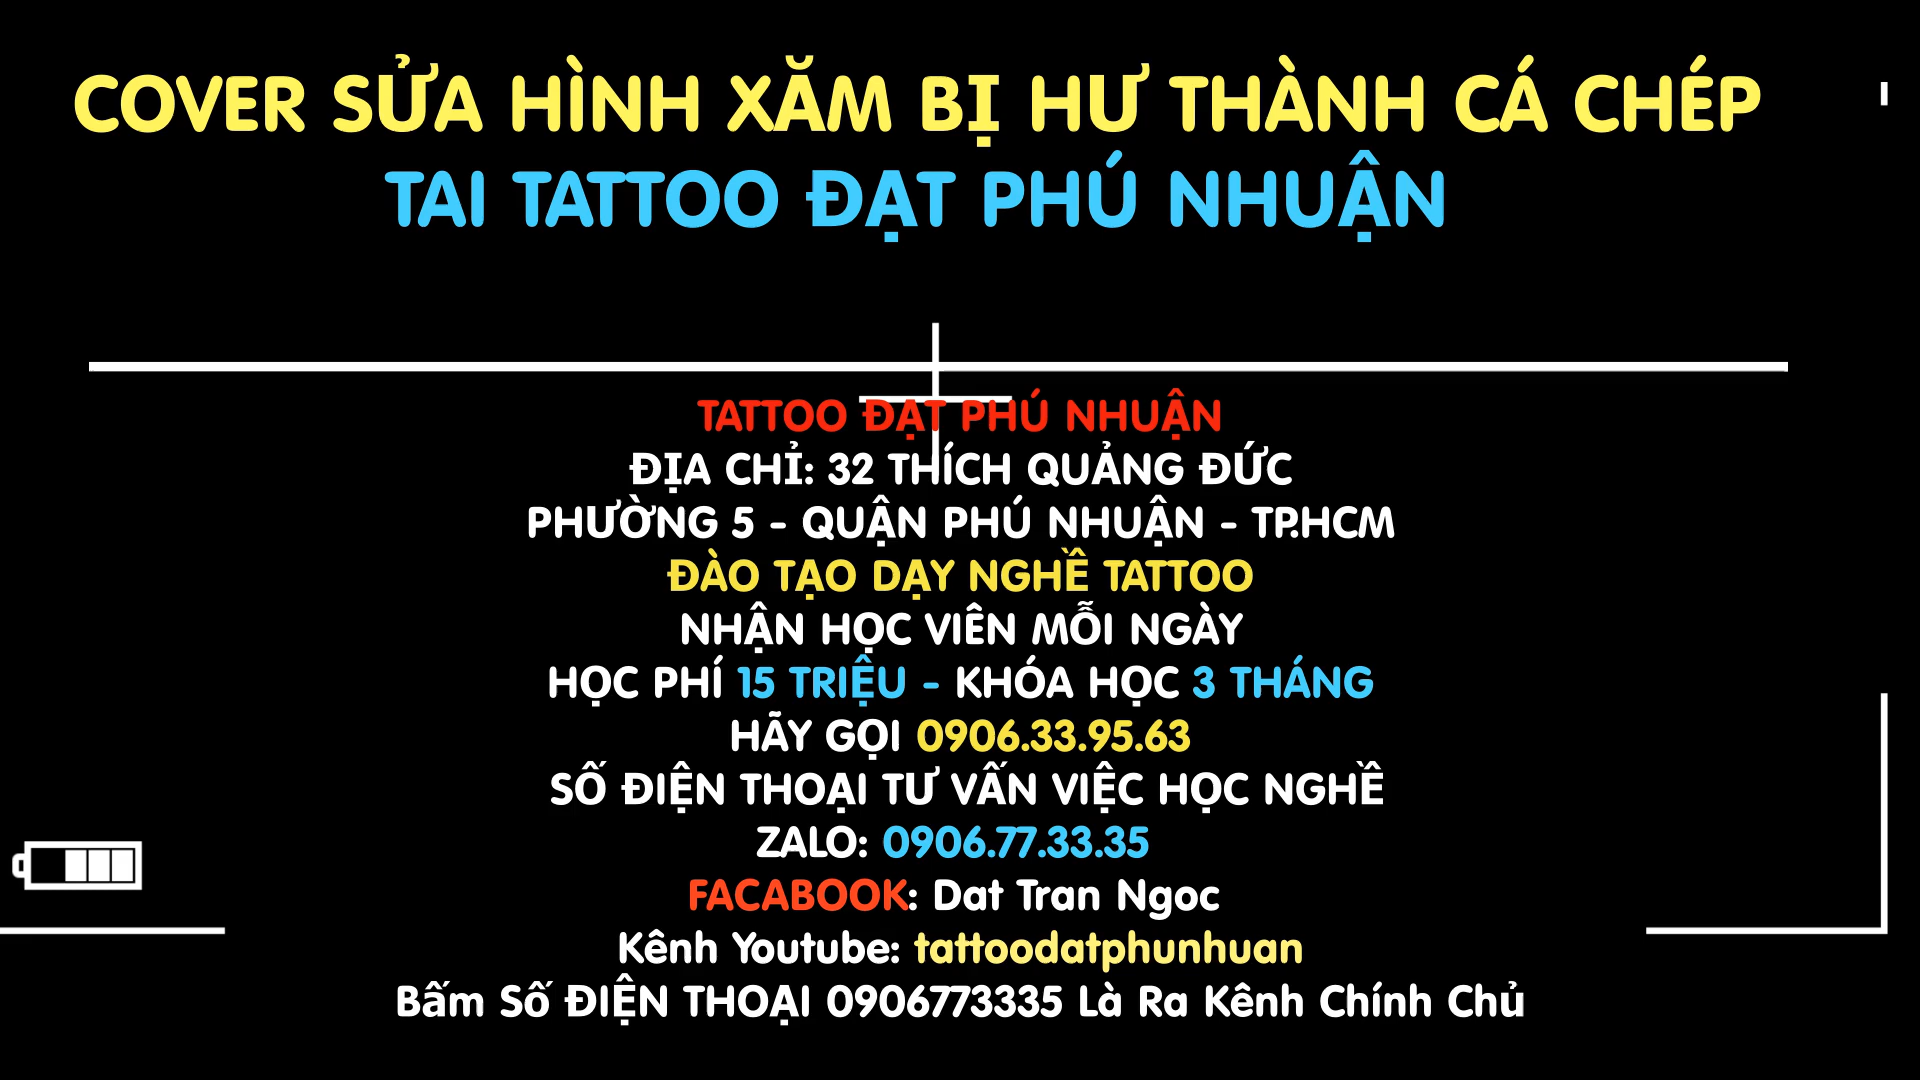 COVER SỬA HÌNH XĂM BỊ HƯ THÀNH CÁ CHÉP
TAI TATTOO ĐẠT PHÚ NHUẬN
TATTOO ĐẠT PHÚ NHUẬN
ĐỊA CHỈ: 32 THÍCH QUẢNG ĐỨC
PHƯỜNG 5 - QUẬN PHÚ NHUẬN - TP.HCM
ĐÀO TẠO DẠY NGHỀ TATTOO
NHẬN HỌC VIÊN MỖI NGÀY
HỌC PHÍ 15 TRIỆU - KHÓA HỌC 3 THÁNG
HÃY GỌI 0906.33.95.63
SỐ ĐIỆN THOẠI TƯ VẤN VIỆC HỌC NGHỀ
ZALO: 0906.77.33.35
FACABOOK: Dat Tran Ngoc
Kênh Youtube: tattoodatphunhuan
Bấm Số ĐIỆN THOẠI 0906773335 Là Ra Kênh Chính Chủ